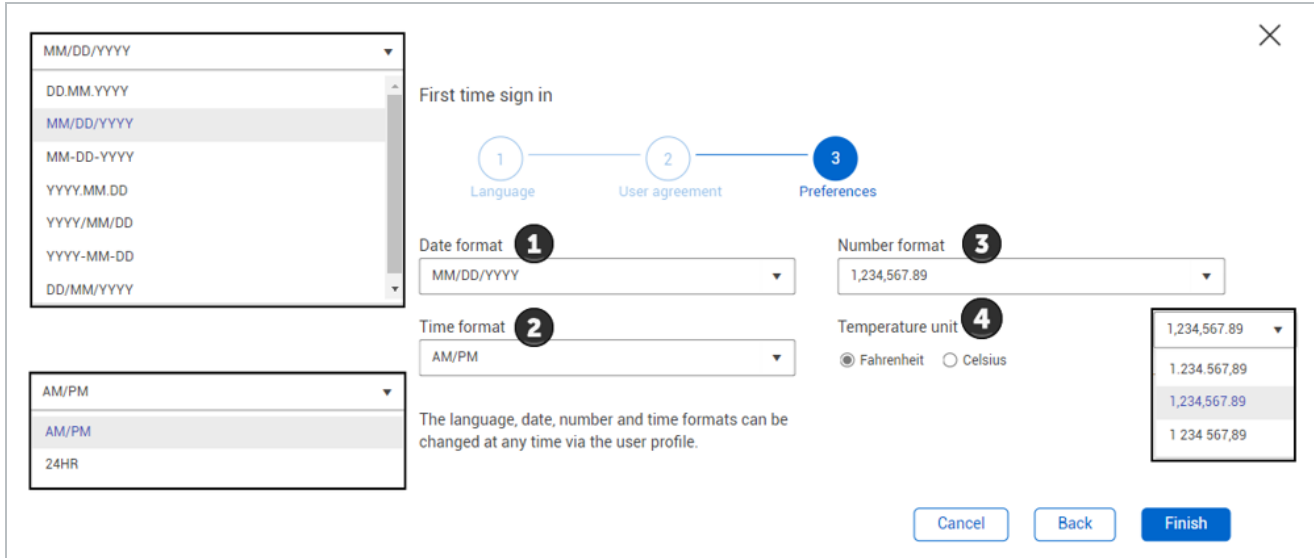 MM/DD/YYYY
DD.MM.YYYY
MM/DD/YYYY
MM-DD-YYYY
YYYY.MM.DD
YYYY/MM/DD
YYYY-MM-DD
DD/MM/YYYY
AM/PM
AM/PM
24HR
First time sign in
1
Language
2
User agreement
3
Preferences
Date format 1
MM/DD/YYYY
Time format 2
AM/PM
The language, date, number and time formats can be
changed at any time via the user profile.
Number format 3
1,234,567.89
Temperature unit 4
Fahrenheit Celsius
1,234,567.89
1.234.567,89
1,234,567.89
1 234 567,89
Cancel Back Finish